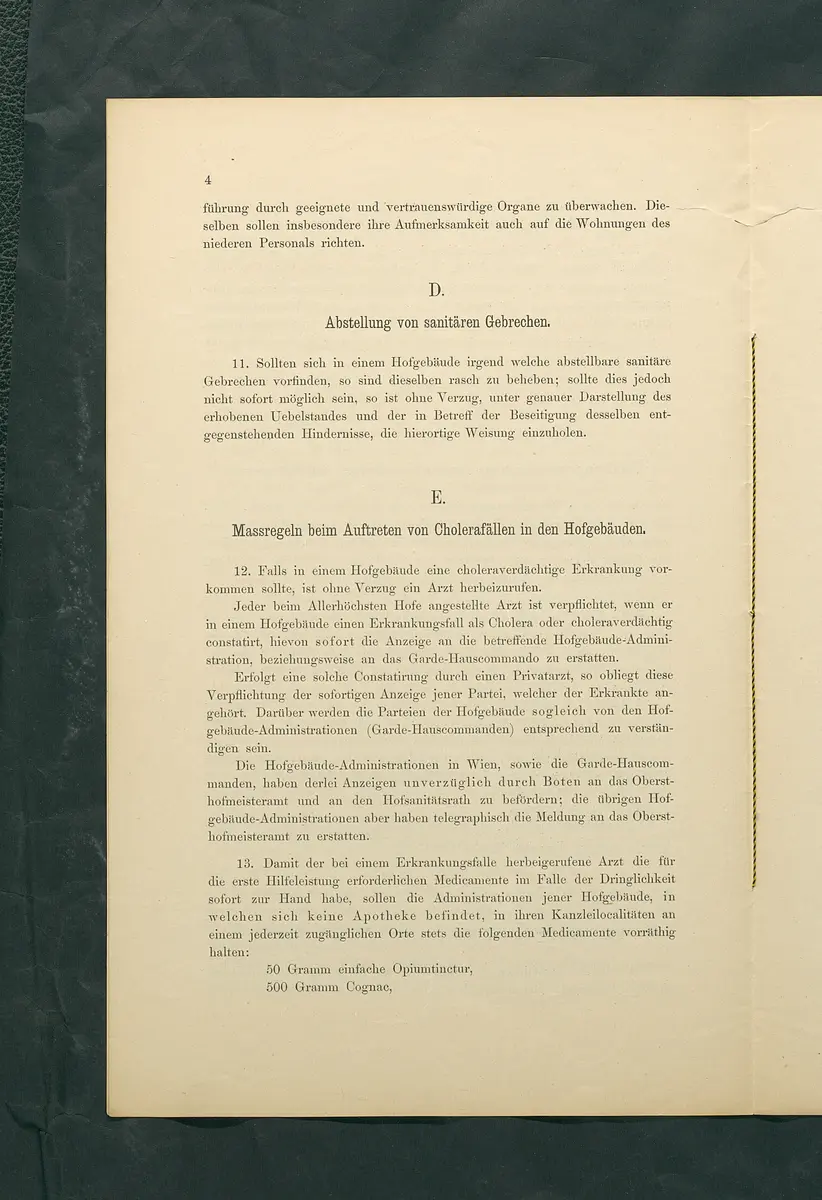 4
führung durch geeignete und vertrauenswürdige Organe zu überwachen. Die-
selben sollen insbesondere ihre Aufmerksamkeit auch auf die Wohnungen des
niederen Personals richten.
D.
Abstellung von sanitären Gebrechen.
11. Sollten sich in einem Hofgebäude irgend welche abstellbare sanitäre
Gebrechen vorfinden, so sind dieselben rasch zu beheben; sollte dies jedoch
nicht sofort möglich sein, so ist ohne Verzug, unter genauer Darstellung des
erhobenen Uebelstandes und der in Betreff der Beseitigung desselben ent-
gegenstehenden Hindernisse, die hierortige Weisung einzuholen.
E.
Massregeln beim Auftreten von Cholerafällen in den Hofgebäuden.
12. Falls in einem Hofgebäude eine choleraverdächtige Erkrankung vor-
kommen sollte, ist ohne Verzug ein Arzt herbeizurufen.
Jeder beim Allerhöchsten Hofe angestellte Arzt ist verpflichtet, wenn er
in einem Hofgebäude einen Erkrankungsfall als Cholera oder choleraverdächtig
constatirt, hievon sofort die Anzeige an die betreffende Hofgebäude-Admini-
stration, beziehungsweise an das Garde-Hauscommando zu erstatten.
Erfolgt eine solche Constatirung durch einen Privatarzt, so obliegt diese
Verpflichtung der sofortigen Anzeige jener Partei, welcher der Erkrankte an-
gehört. Darüber werden die Parteien der Hofgebäude sogleich von den Hof-
gebäude-Administrationen (Garde-Hauscommanden) entsprechend zu verstän-
digen sein.
Die Hofgebäude-Administrationen in Wien, sowie die Garde-Hauscom-
manden, haben derlei Anzeigen unverzüglich durch Boten an das Oberst-
hofmeisteramt und an den Hofsanitätsrath zu befördern; die übrigen Hof-
gebäude-Administrationen aber haben telegraphisch die Meldung an das Oberst-
hofmeisteramt zu erstatten.
13. Damit der bei einem Erkrankungsfalle herbeigerufene Arzt die für
die erste Hilfeleistung erforderlichen Medicamente im Falle der Dringlichkeit
sofort zur Hand habe, sollen die Administrationen jener Hofgebäude, in
welchen sich keine Apotheke befindet, in ihren Kanzleilocalitäten an
einem jederzeit zugänglichen Orte stets die folgenden Medicamente vorräthig
halten:
50 Gramm einfache Opiumtinctur,
500 Gramm Cognac,